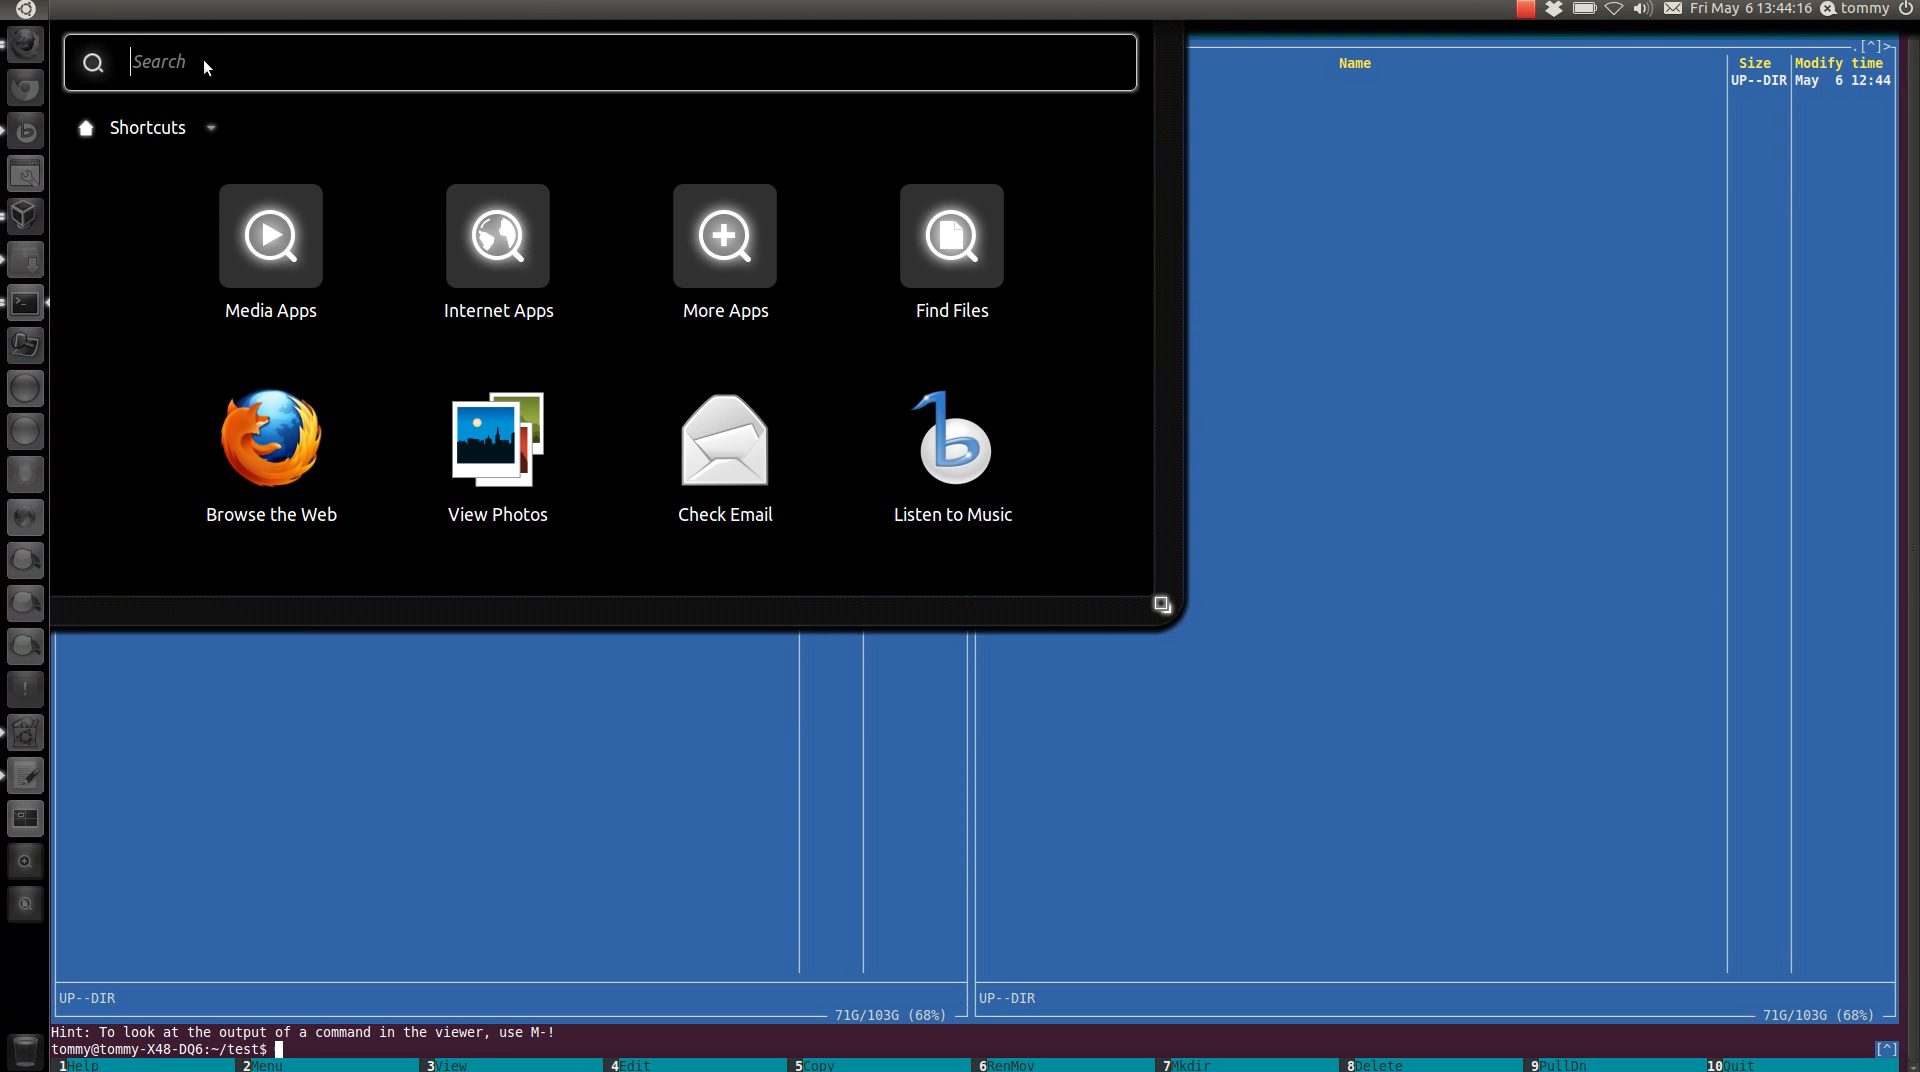 Fri May 6 13:44:16 tommy
Search
Shortcuts
Media Apps
Internet Apps
More Apps
Find Files
Browse the Web
View Photos
Check Email
Listen to Music
.[^]>
Name Size Modify time
UP--DIR May 6 12:44
UP--DIR UP--DIR
71G/103G (68%) 71G/103G (68%)
Hint: To look at the output of a command in the viewer, use M-!
tommy@tommy-X48-DQ6:~/test$ [^]
1Help 2Menu 3View 4Edit 5Copy 6RenMov 7Mkdir 8Delete 9PullDn 10Quit